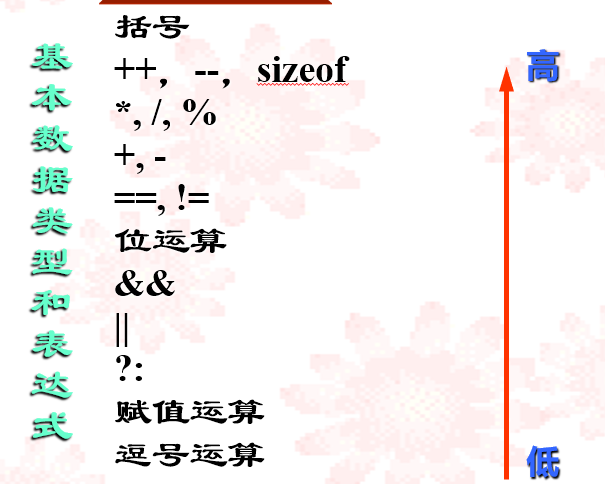 基本数据类型和表达式
括号
++，--，sizeof
*, /, %
+, -
==, !=
位运算
&&
||
?:
赋值运算
逗号运算
高
低